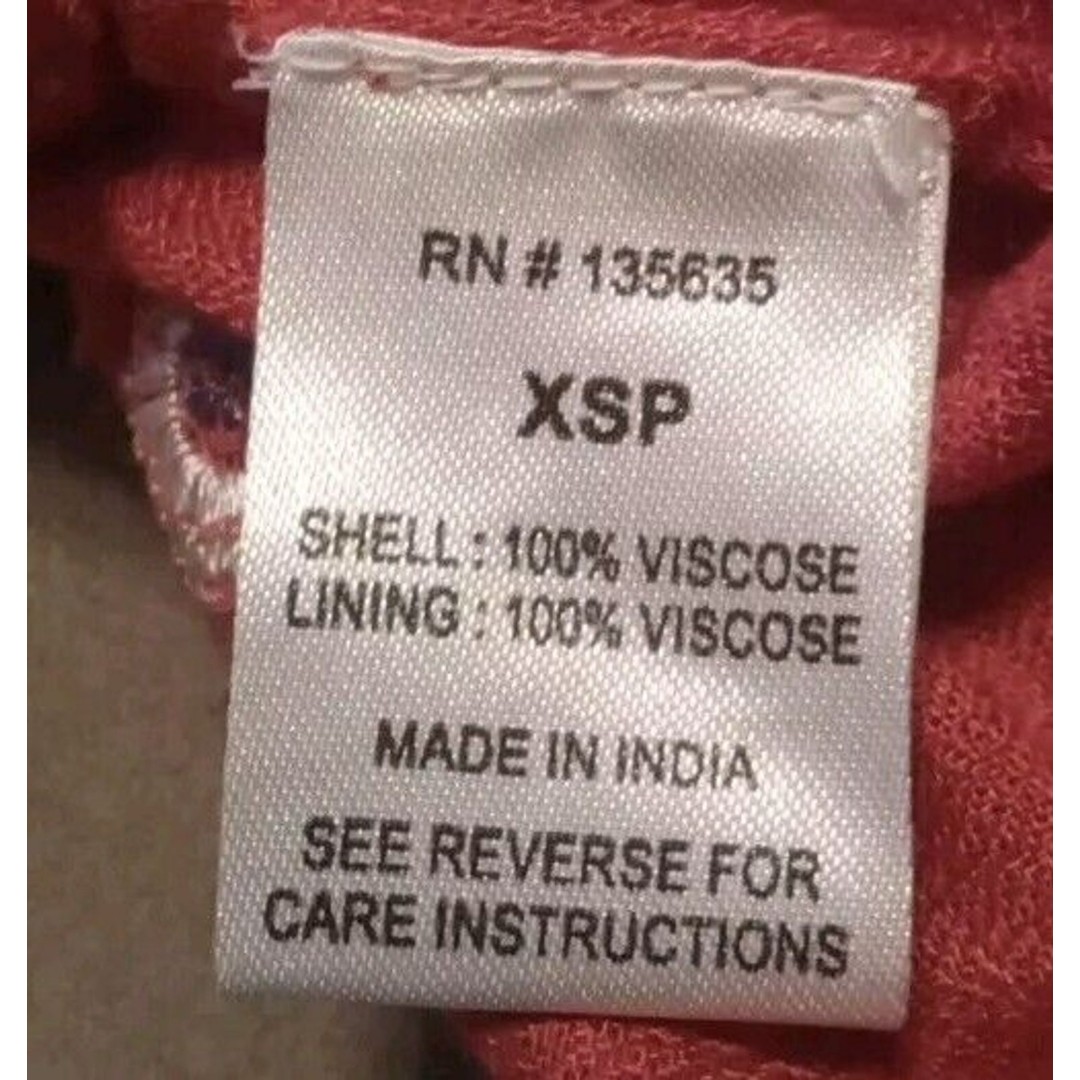 RN # 135635
XSP
SHELL : 100% VISCOSE
LINING : 100% VISCOSE
MADE IN INDIA
SEE REVERSE FOR
CARE INSTRUCTIONS